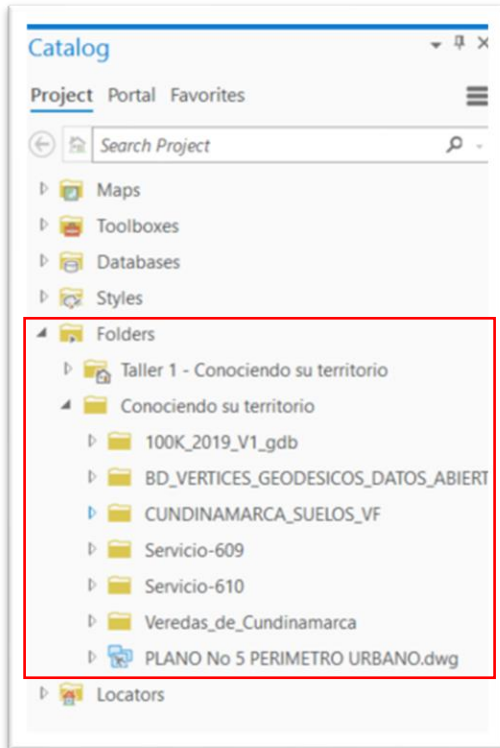 Catalog
Project Portal Favorites
Search Project
Maps
Toolboxes
Databases
Styles
Folders
Taller 1 - Conociendo su territorio
Conociendo su territorio
100K_2019_V1_gdb
BD_VERTICES_GEODESICOS_DATOS_ABIERT
CUNDINAMARCA_SUELOS_VF
Servicio-609
Servicio-610
Veredas_de_Cundinamarca
PLANO No 5 PERIMETRO URBANO.dwg
Locators